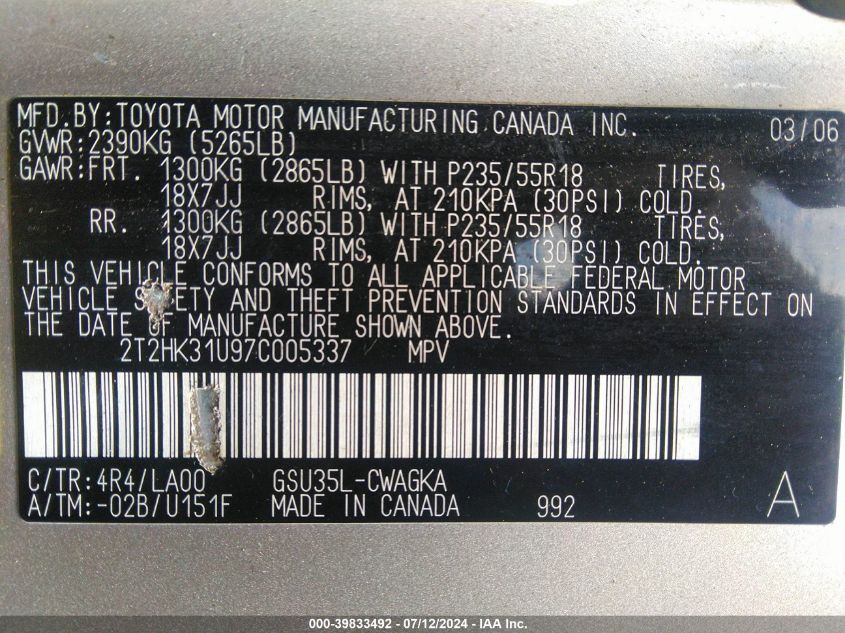 MFD.BY:TOYOTA MOTOR MANUFACTURING CANADA INC. 03/06
GVWR:2390KG (5265LB)
GAWR:FRT. 1300KG (2865LB) WITH P235/55R18 TIRES,
18X7JJ RIMS, AT 210KPA (30PSI) COLD.
RR. 1300KG (2865LB) WITH P235/55R18 TIRES,
18X7JJ RIMS, AT 210KPA (30PSI) COLD.
THIS VEHICLE CONFORMS TO ALL APPLICABLE FEDERAL MOTOR
VEHICLE SAFETY AND THEFT PREVENTION STANDARDS IN EFFECT ON
THE DATE OF MANUFACTURE SHOWN ABOVE.
2T2HK31U97C005337 MPV
C/TR:4R4/LA00 GSU35L-CWAGKA
A/TM:-02B/U151F MADE IN CANADA 992 A
000-39833492 - 07/12/2024 - IAA Inc.